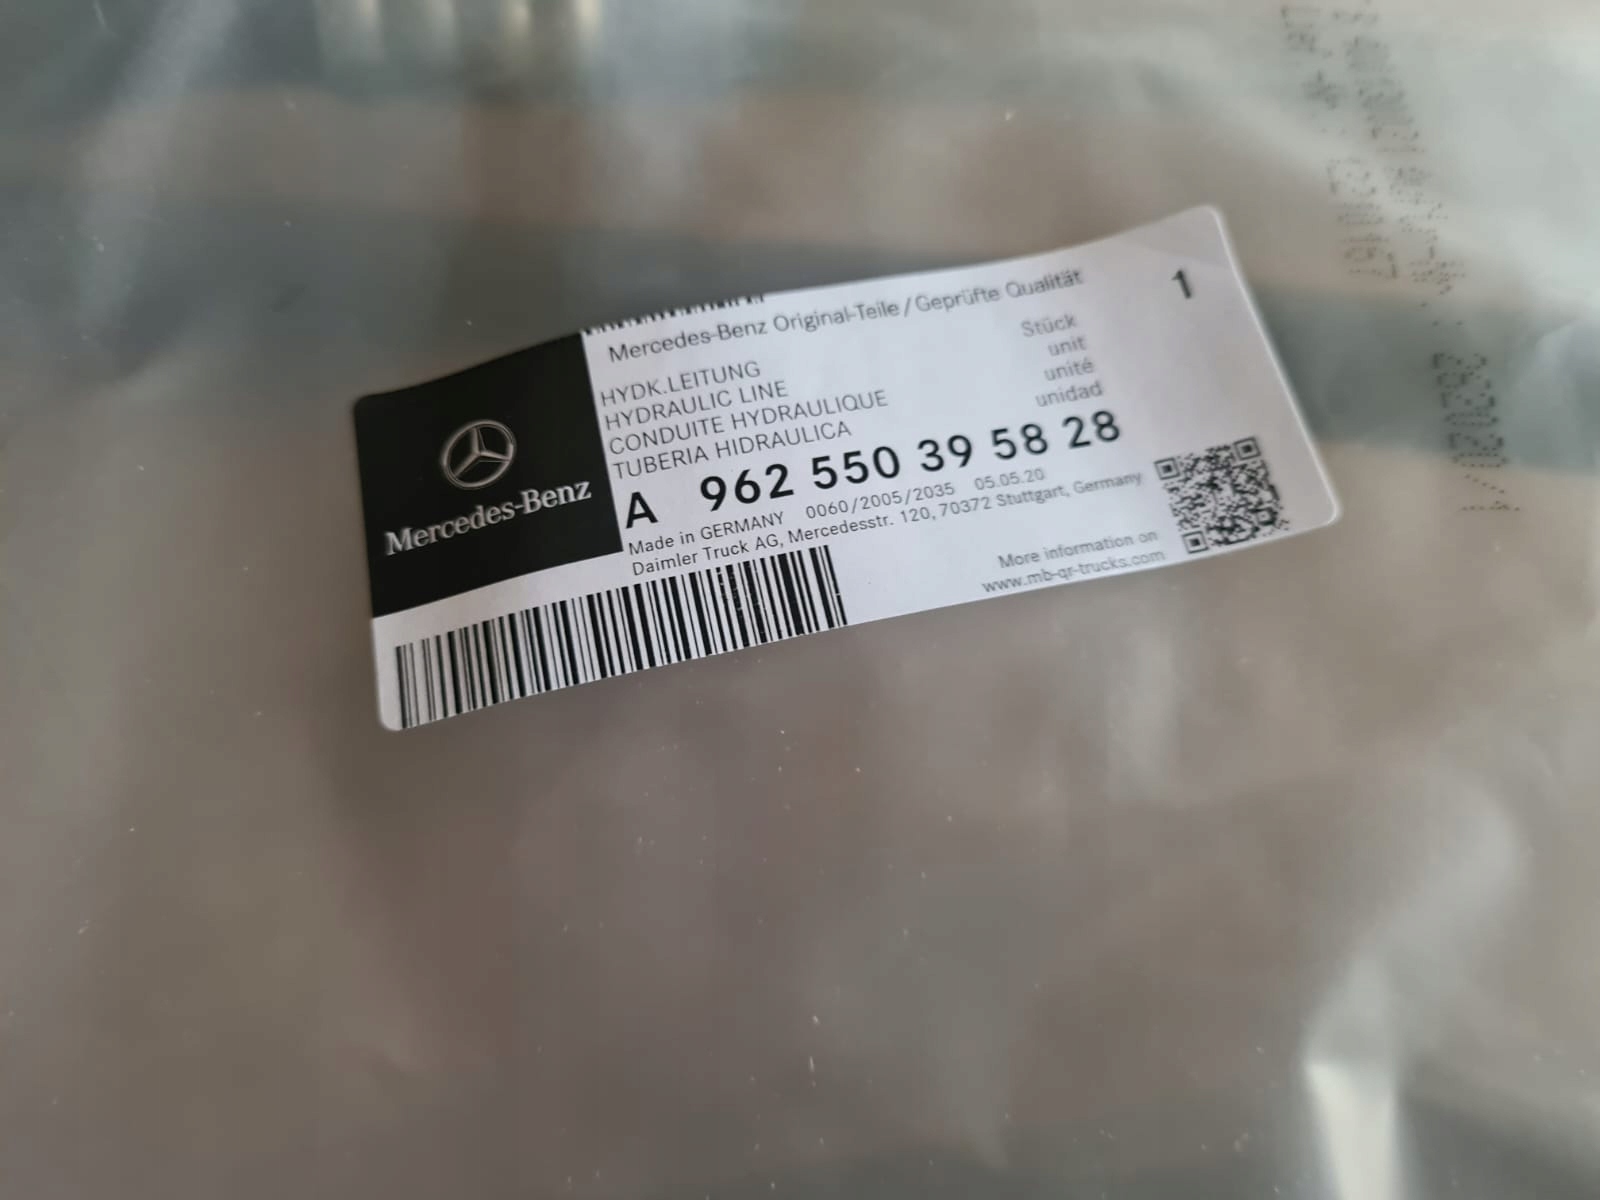 Mercedes-Benz
Mercedes-Benz Original-Teile / Geprüfte Qualität
1
HYDK.LEITUNG
HYDRAULIC LINE
CONDUITE HYDRAULIQUE
TUBERIA HIDRAULICA
Stück
unit
unité
unidad
A 962 550 39 58 28
Made in GERMANY 0060/2005/2035 05.05.20
Daimler Truck AG, Mercedesstr. 120, 70372 Stuttgart, Germany
More information on
www.mb-qr-trucks.com